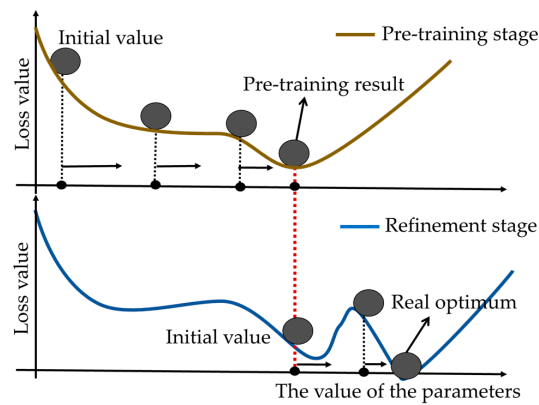 Initial value
Pre-training stage
Pre-training result
Loss value
Refinement stage
Real optimum
Initial value
Loss value
The value of the parameters